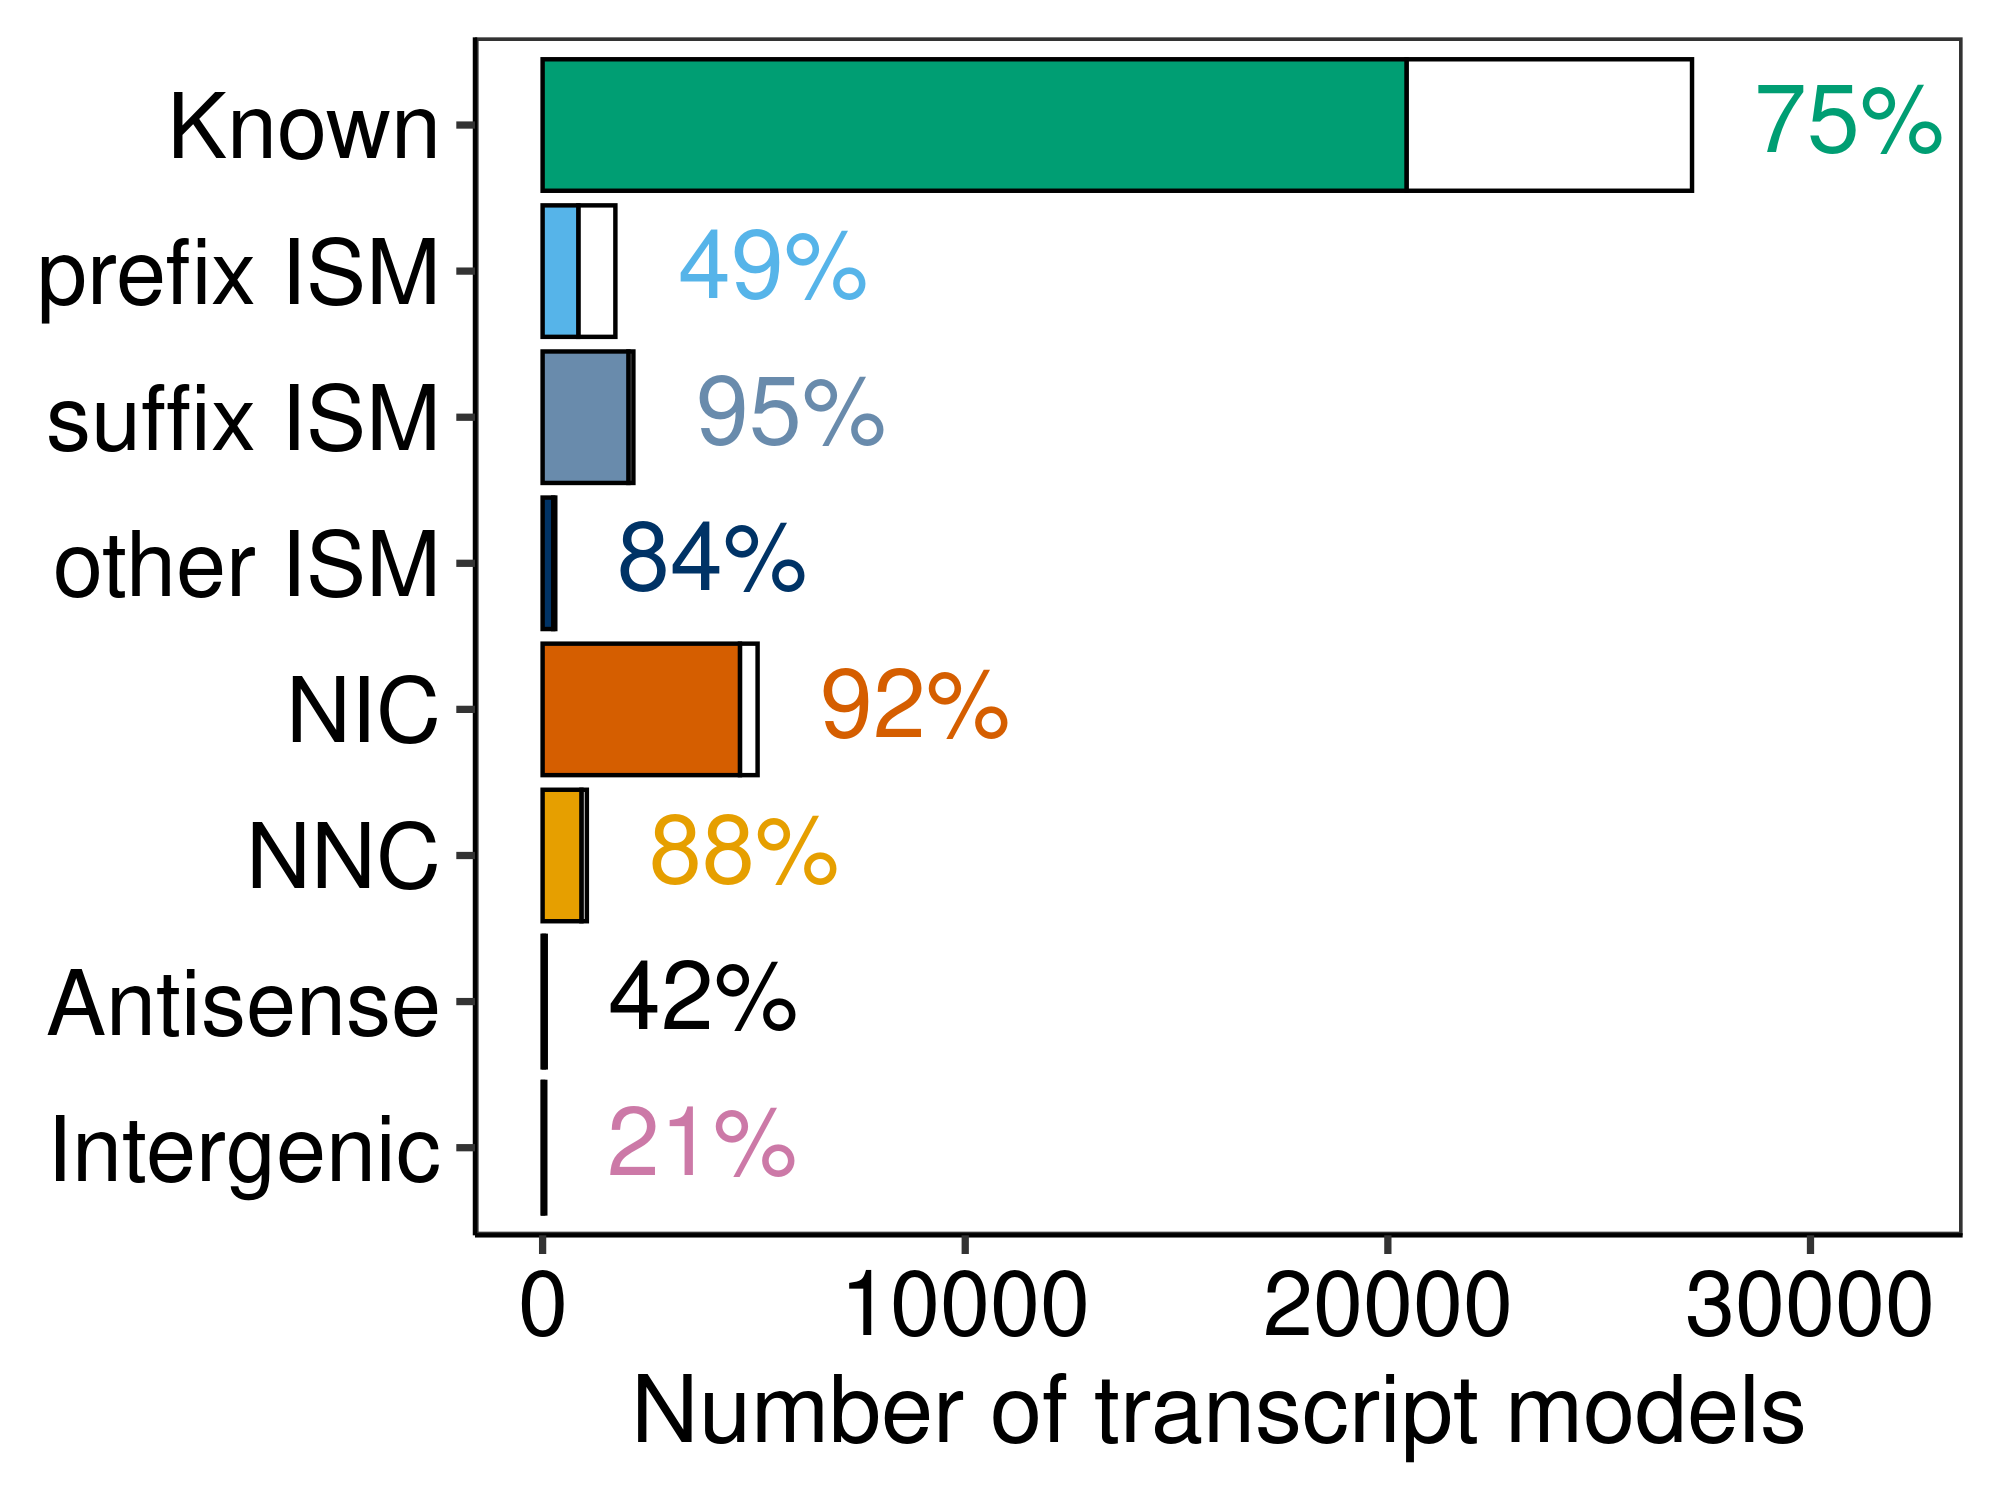 Known 75%
prefix ISM 49%
suffix ISM 95%
other ISM 84%
NIC 92%
NNC 88%
Antisense 42%
Intergenic 21%
0 10000 20000 30000
Number of transcript models